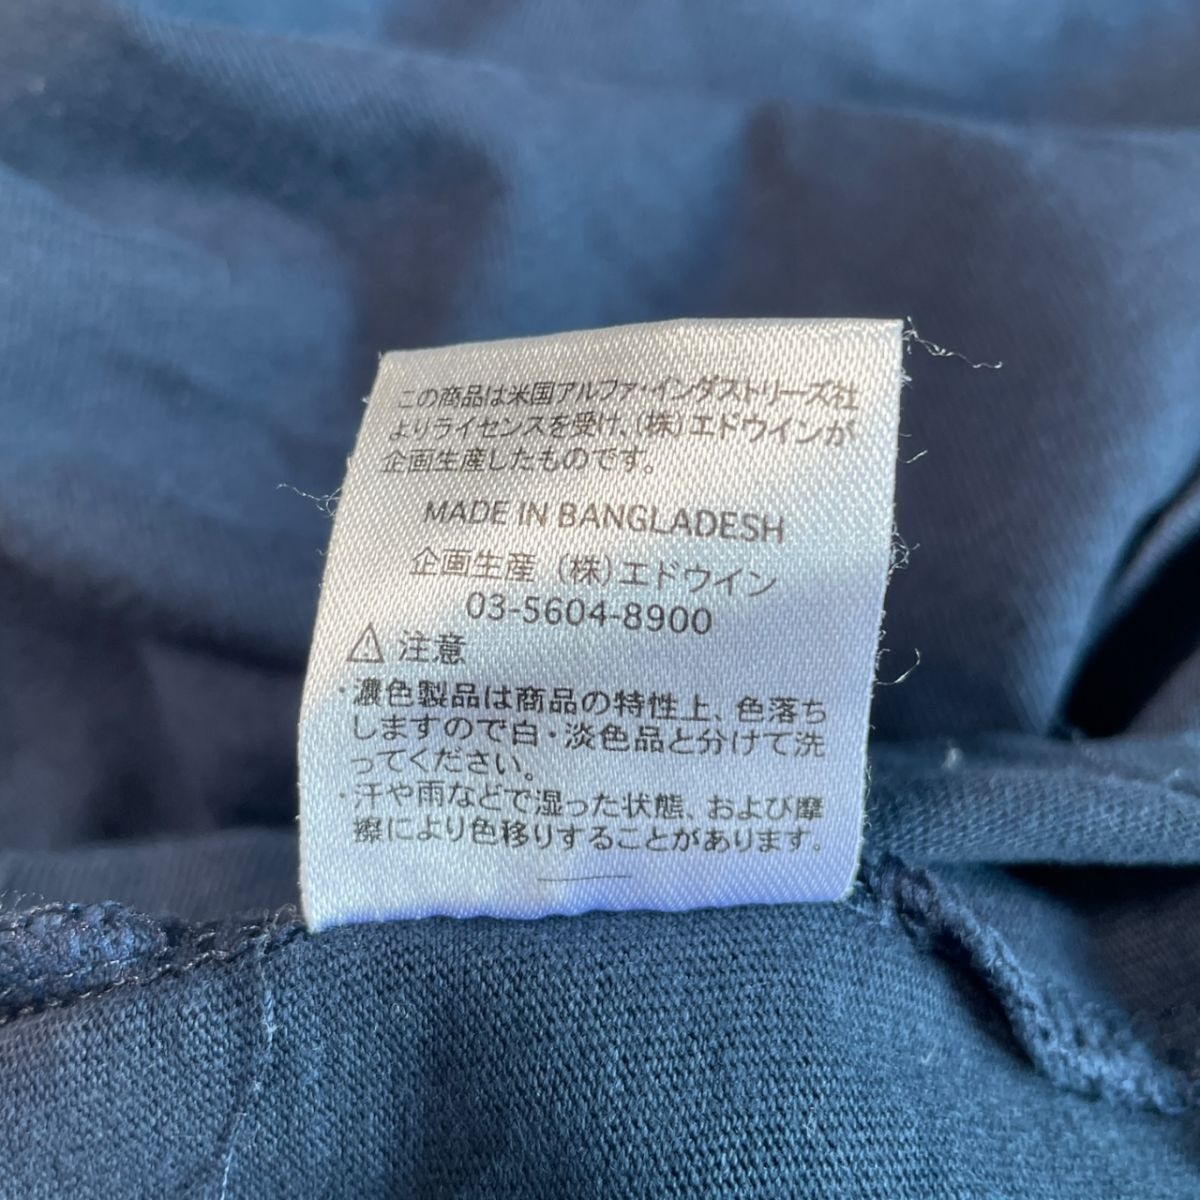 この商品は米国アルファ・インダストリーズ社
よりライセンスを受け、(株)エドウインが
企画生産したものです。
MADE IN BANGLADESH
企画生産 (株)エドウイン
03-5604-8900
⚠ 注意
・濃色製品は商品の特性上、色落ち
しますので白・淡色品と分けて洗
ってください。
・汗や雨などで湿った状態、および摩
擦により色移りすることがあります。